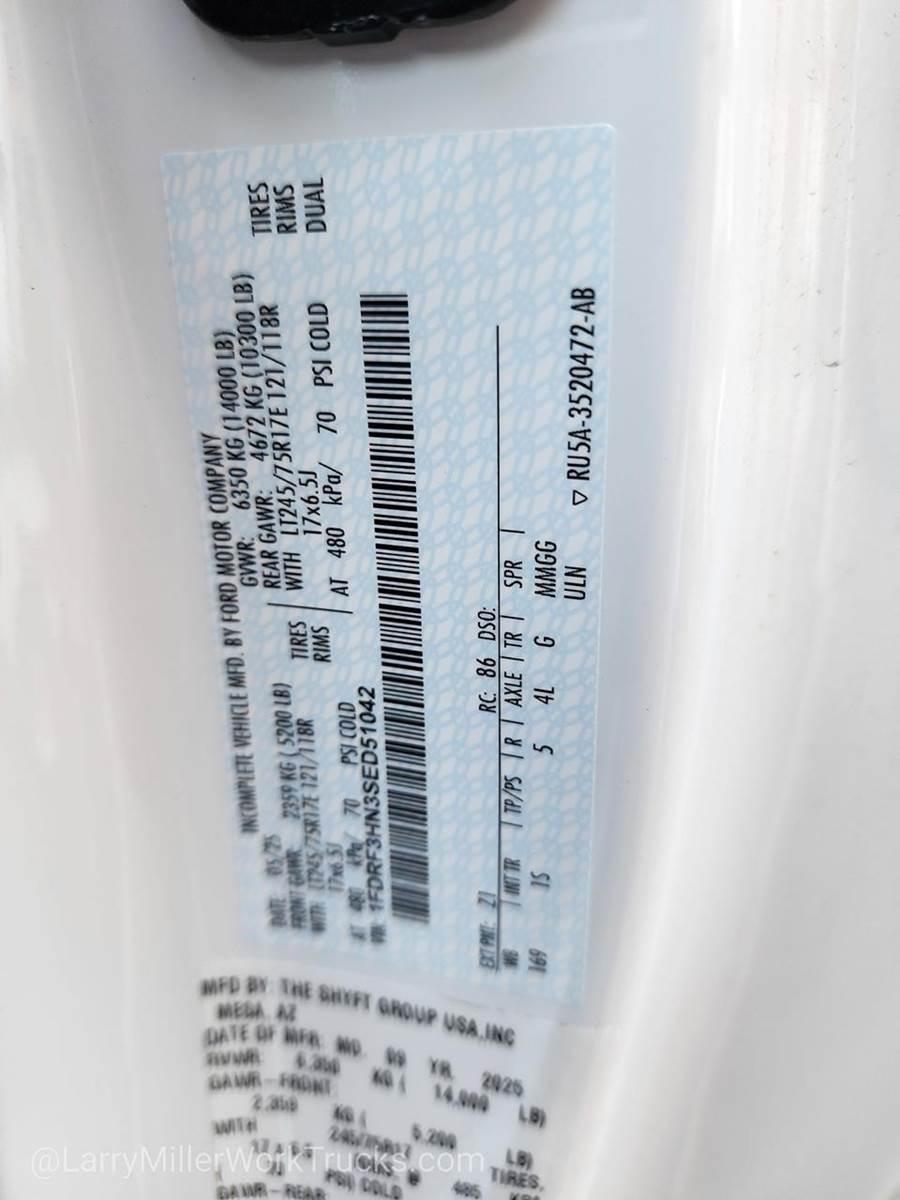 INCOMPLETE VEHICLE MFD. BY FORD MOTOR COMPANY
DATE: 05/25 GVWR: 6350 KG (14000 LB)
FRONT GAWR: 2359 KG ( 5200 LB) REAR GAWR: 4672 KG (10300 LB)
WITH LT245/75R17E 121/118R TIRES WITH LT245/75R17E 121/118R TIRES
17x6.5J RIMS 17x6.5J RIMS
AT 480 kPa/ 70 PSI COLD AT 480 kPa/ 70 PSI COLD DUAL
VIN: 1FDRF3HN3SED51042
EXT PNT: Z1 RC: 86 DSO:
WB INT TR TP/PS R AXLE TR SPR
169 IS 5 4L G MMGG
ULN
▽ RU5A-3520472-AB
MFD BY: THE SHYFT GROUP USA, INC
MESA, AZ
DATE OF MFR: MO. 09 YR. 2025
GVWR: 6,350 KG ( 14,000 LB)
GAWR-FRONT:
2,359 KG ( 5,200 LB)
WITH 245/75R17 TIRES.
PSI) COLD 485
GAWR-REAR
@LarryMillerWorkTrucks.com